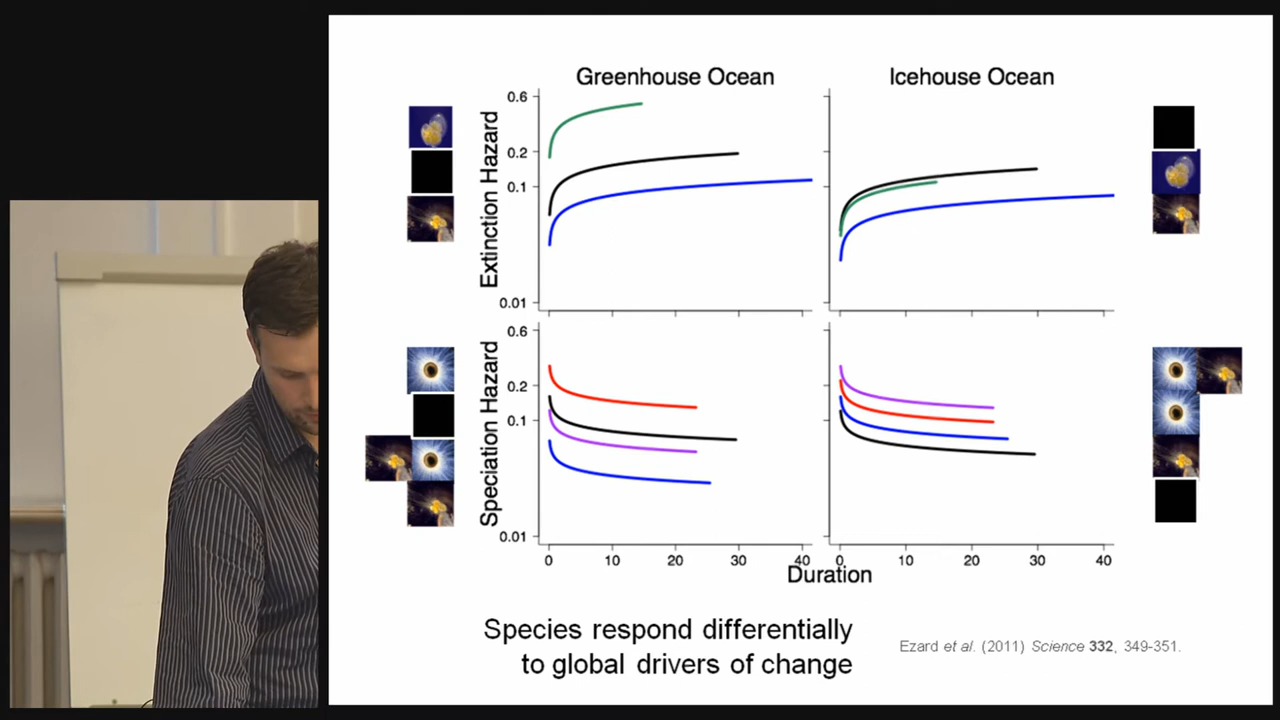 Greenhouse Ocean
Icehouse Ocean
Extinction Hazard
0.6
0.2
0.1
0.01
Speciation Hazard
0.6
0.2
0.1
0.01
0 10 20 30 40
0 10 20 30 40
Duration
Species respond differentially
to global drivers of change
Ezard et al. (2011) Science 332, 349-351.